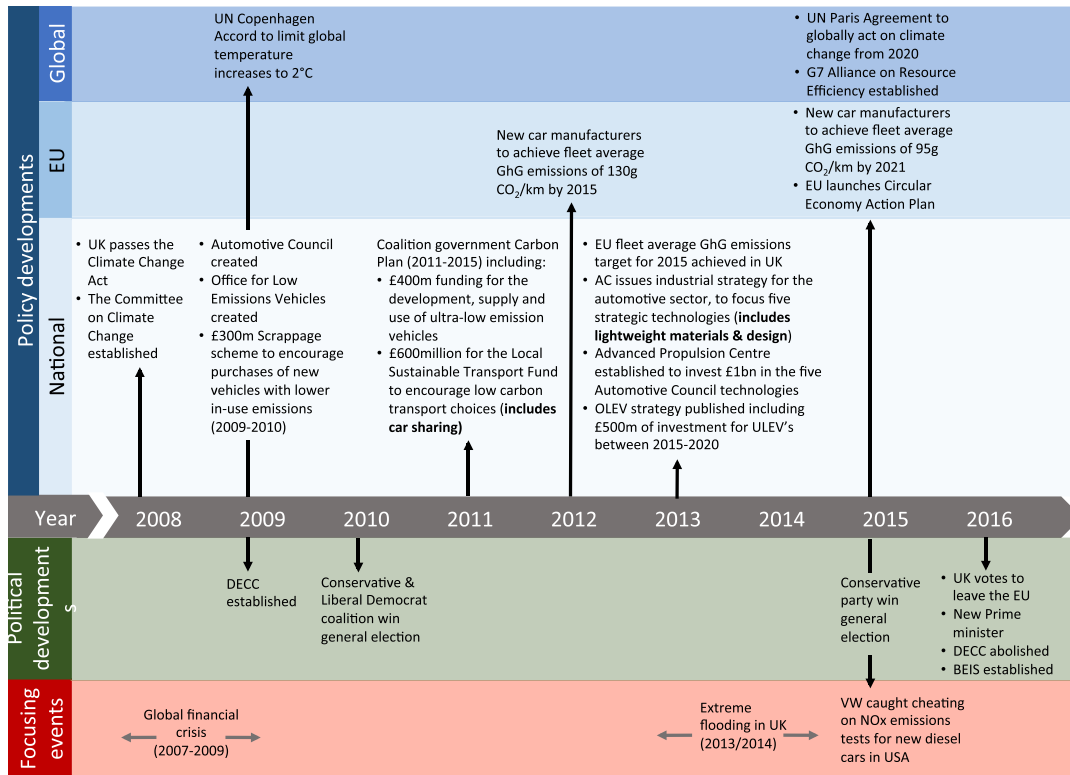 Policy developments
Global
UN Copenhagen
Accord to limit global
temperature
increases to 2°C
• UN Paris Agreement to
globally act on climate
change from 2020
• G7 Alliance on Resource
Efficiency established
EU
New car manufacturers
to achieve fleet average
GhG emissions of 130g
CO₂/km by 2015
• New car manufacturers
to achieve fleet average
GhG emissions of 95g
CO₂/km by 2021
• EU launches Circular
Economy Action Plan
National
• UK passes the
Climate Change
Act
• The Committee
on Climate
Change
established
• Automotive Council
created
• Office for Low
Emissions Vehicles
created
• £300m Scrappage
scheme to encourage
purchases of new
vehicles with lower
in-use emissions
(2009-2010)
Coalition government Carbon
Plan (2011-2015) including:
• £400m funding for the
development, supply and
use of ultra-low emission
vehicles
• £600million for the Local
Sustainable Transport Fund
to encourage low carbon
transport choices (includes
car sharing)
• EU fleet average GhG emissions
target for 2015 achieved in UK
• AC issues industrial strategy for the
automotive sector, to focus five
strategic technologies (includes
lightweight materials & design)
• Advanced Propulsion Centre
established to invest £1bn in the five
Automotive Council technologies
• OLEV strategy published including
£500m of investment for ULEV's
between 2015-2020
Year 2008 2009 2010 2011 2012 2013 2014 2015 2016
Political
development
s
DECC
established
Conservative &
Liberal Democrat
coalition win
general election
Conservative
party win
general
election
• UK votes to
leave the EU
• New Prime
minister
• DECC abolished
• BEIS established
Focusing
events
Global financial
crisis
(2007-2009)
Extreme
flooding in UK
(2013/2014)
VW caught cheating
on NOx emissions
tests for new diesel
cars in USA